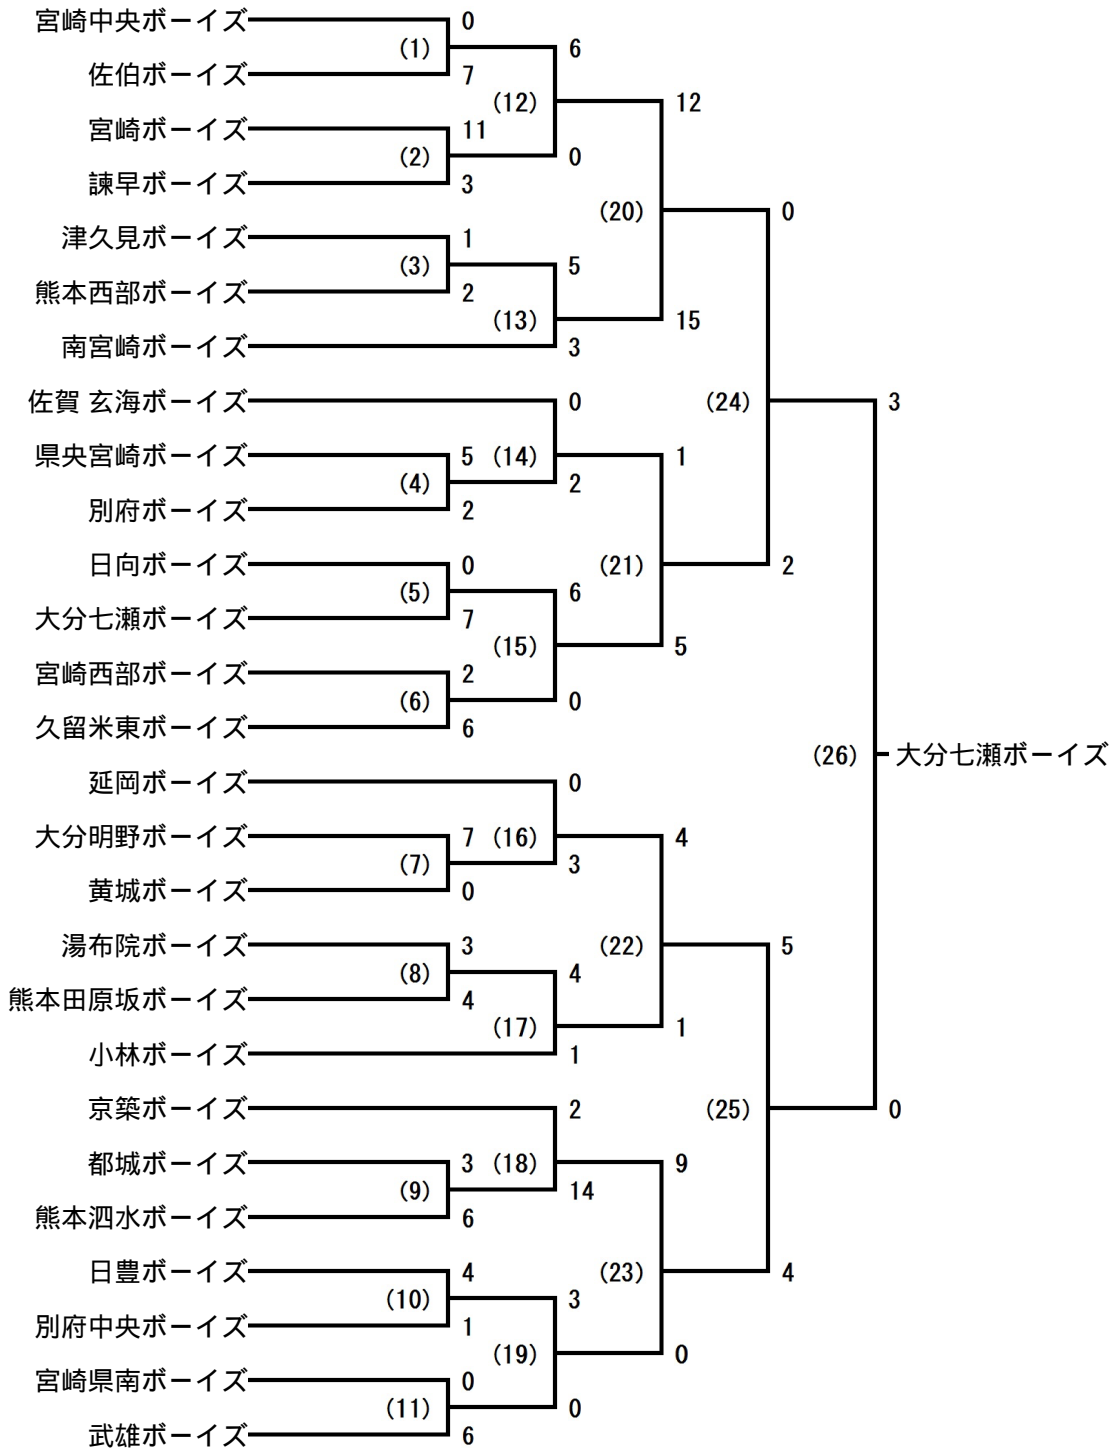 宮崎中央ボーイズ 0
(1) 6
佐伯ボーイズ 7
(12) 12
宮崎ボーイズ 11
(2) 0
諫早ボーイズ 3
(20) 0
津久見ボーイズ 1
(3) 5
熊本西部ボーイズ 2
(13) 15
南宮崎ボーイズ 3
佐賀 玄海ボーイズ 0 (24) 3
県央宮崎ボーイズ 5 (14) 1
(4) 2
別府ボーイズ 2
日向ボーイズ 0 (21) 2
(5) 6
大分七瀬ボーイズ 7
(15) 5
宮崎西部ボーイズ 2
(6) 0
久留米東ボーイズ 6
(26) 大分七瀬ボーイズ
延岡ボーイズ 0
大分明野ボーイズ 7 (16) 4
(7) 3
黄城ボーイズ 0
湯布院ボーイズ 3 (22) 5
(8) 4
熊本田原坂ボーイズ 4
(17) 1
小林ボーイズ 1
京築ボーイズ 2 (25) 0
都城ボーイズ 3 (18) 9
(9) 14
熊本泗水ボーイズ 6
日豊ボーイズ 4 (23) 4
(10) 3
別府中央ボーイズ 1
(19) 0
宮崎県南ボーイズ 0
(11) 0
武雄ボーイズ 6